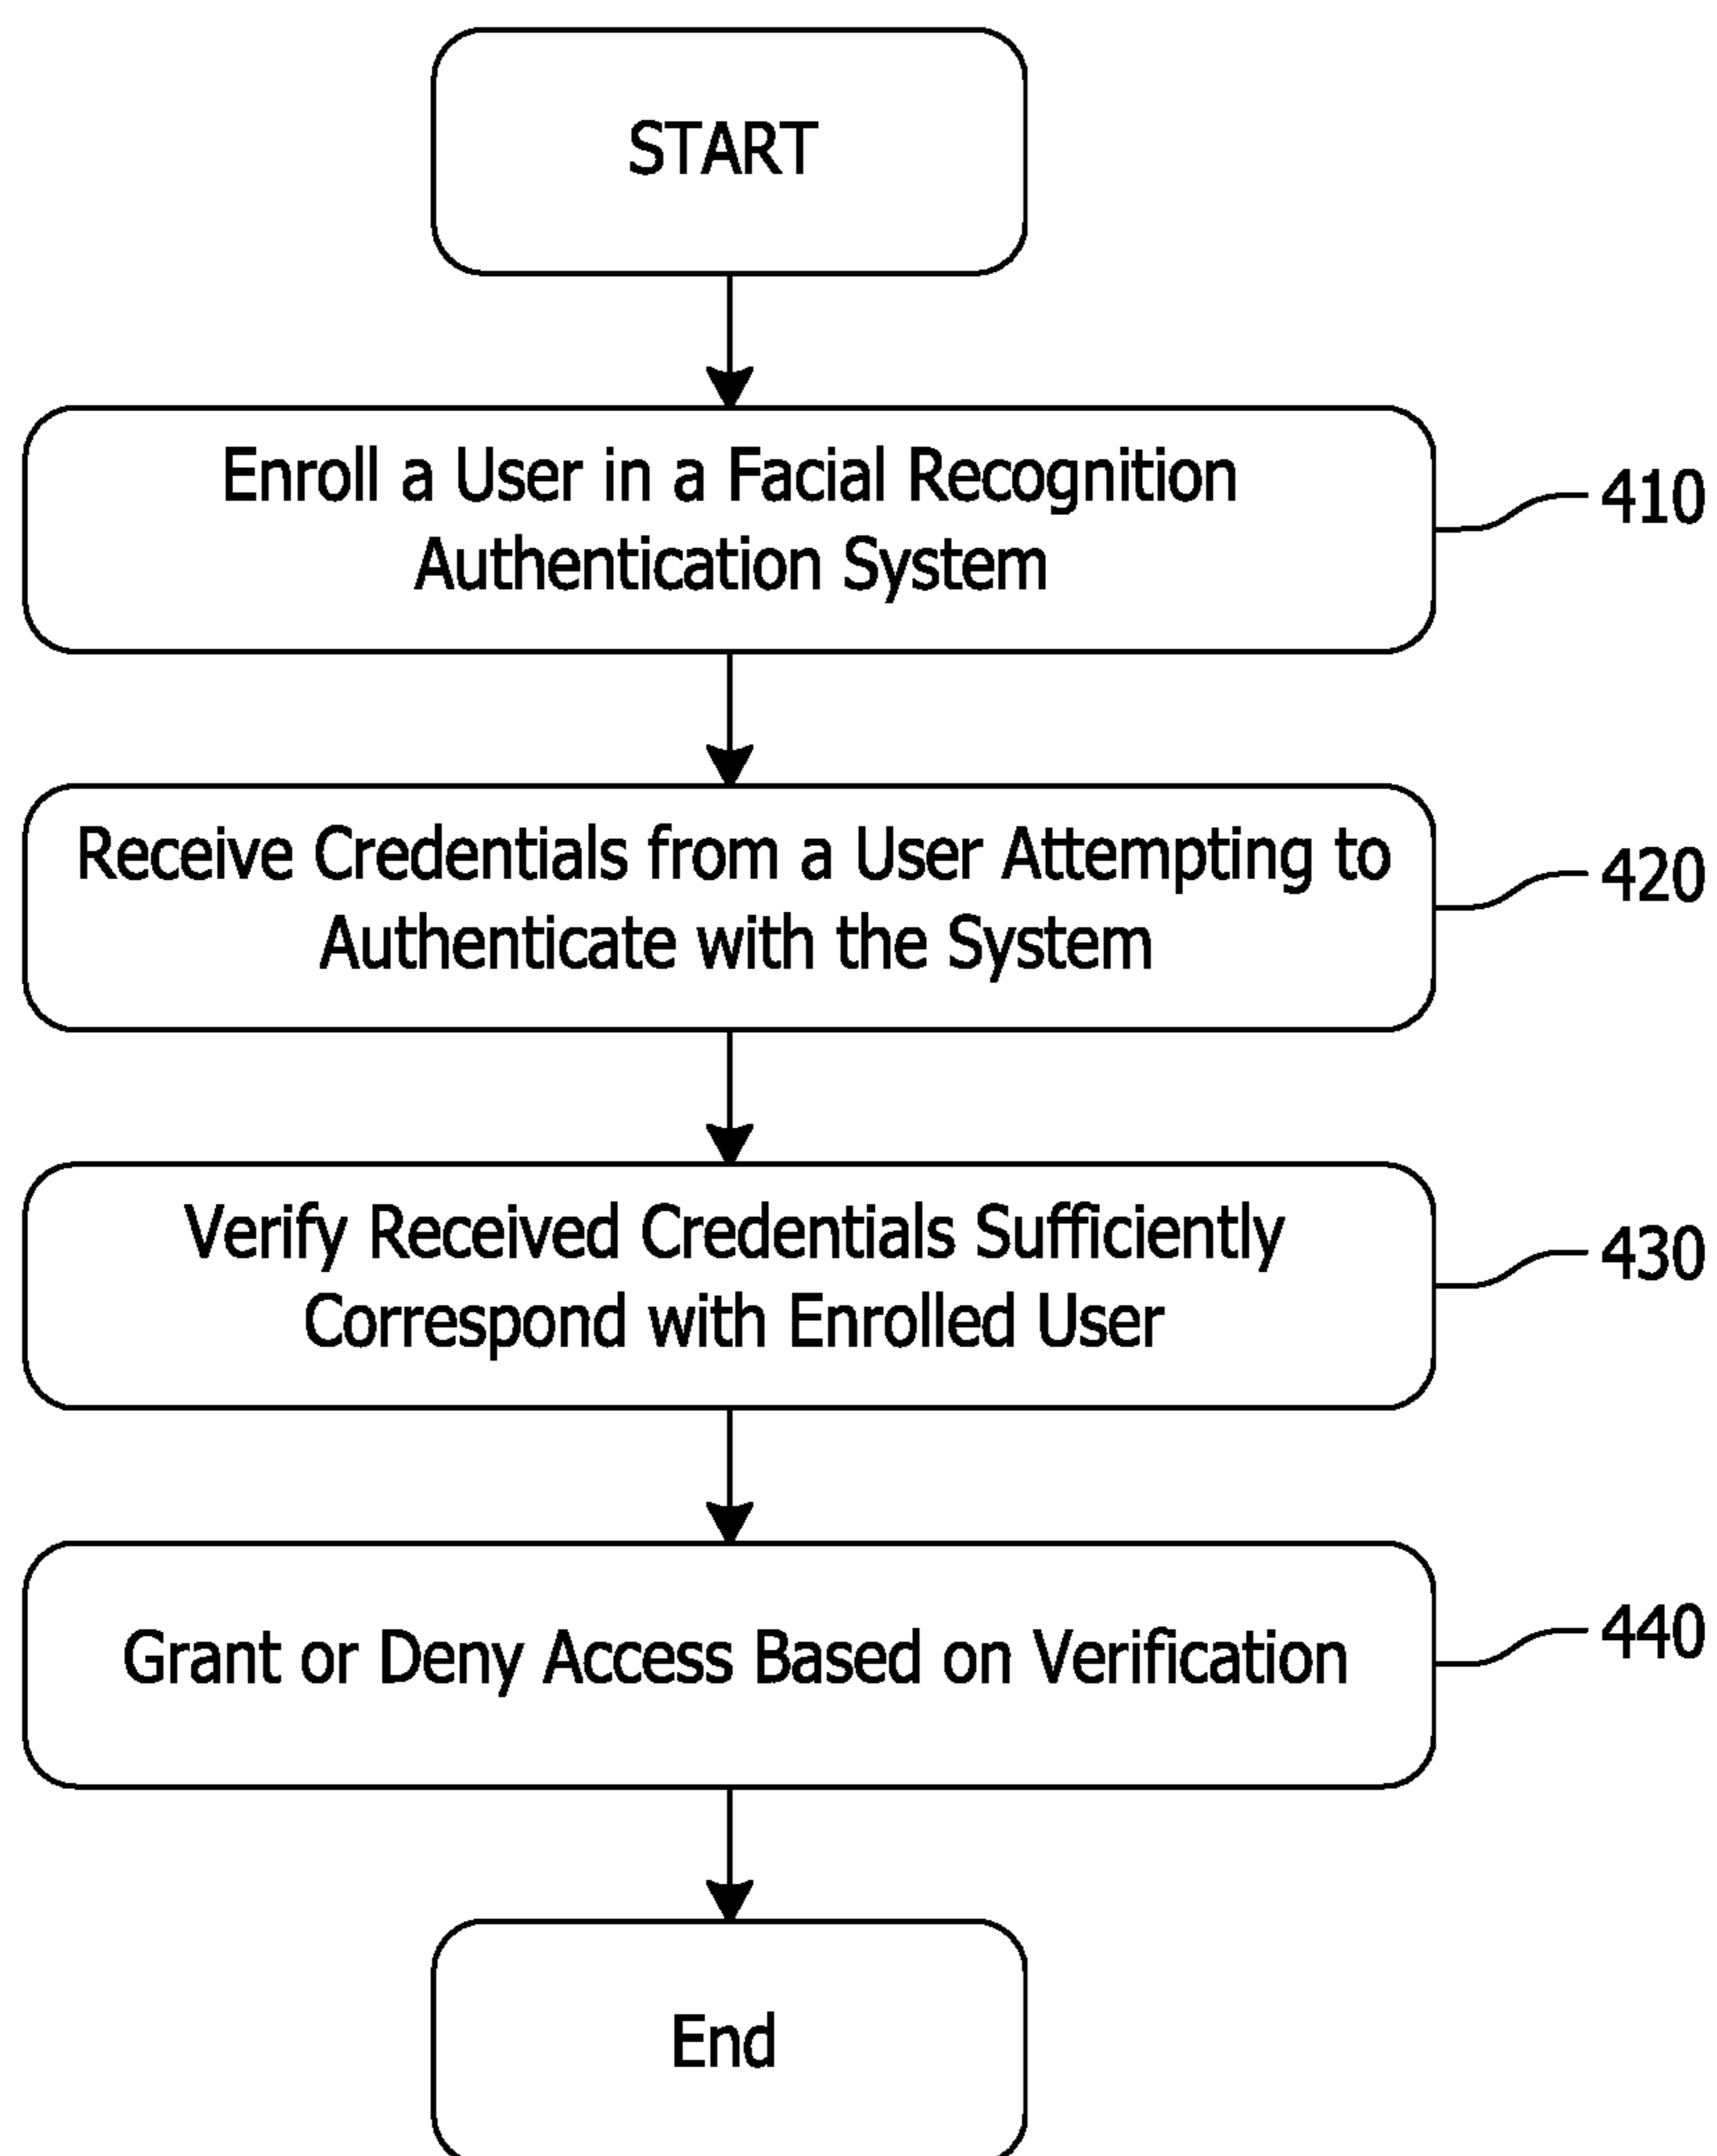 START
Enroll a User in a Facial Recognition
Authentication System
410
Receive Credentials from a User Attempting to
Authenticate with the System
420
Verify Received Credentials Sufficiently
Correspond with Enrolled User
430
Grant or Deny Access Based on Verification
440
End